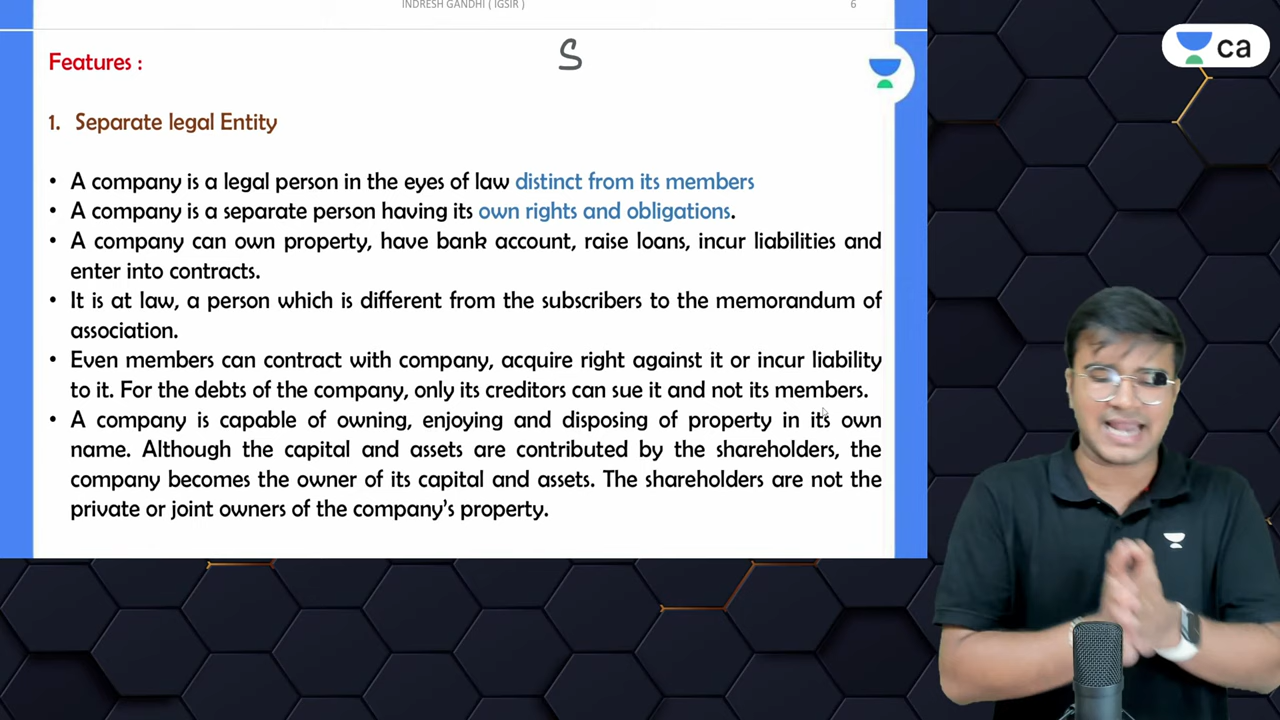 INDRESH GANDHI ( IGSIR )
6
S
ca
Features :
1. Separate legal Entity
• A company is a legal person in the eyes of law distinct from its members
• A company is a separate person having its own rights and obligations.
• A company can own property, have bank account, raise loans, incur liabilities and
enter into contracts.
• It is at law, a person which is different from the subscribers to the memorandum of
association.
• Even members can contract with company, acquire right against it or incur liability
to it. For the debts of the company, only its creditors can sue it and not its members.
• A company is capable of owning, enjoying and disposing of property in its own
name. Although the capital and assets are contributed by the shareholders, the
company becomes the owner of its capital and assets. The shareholders are not the
private or joint owners of the company's property.